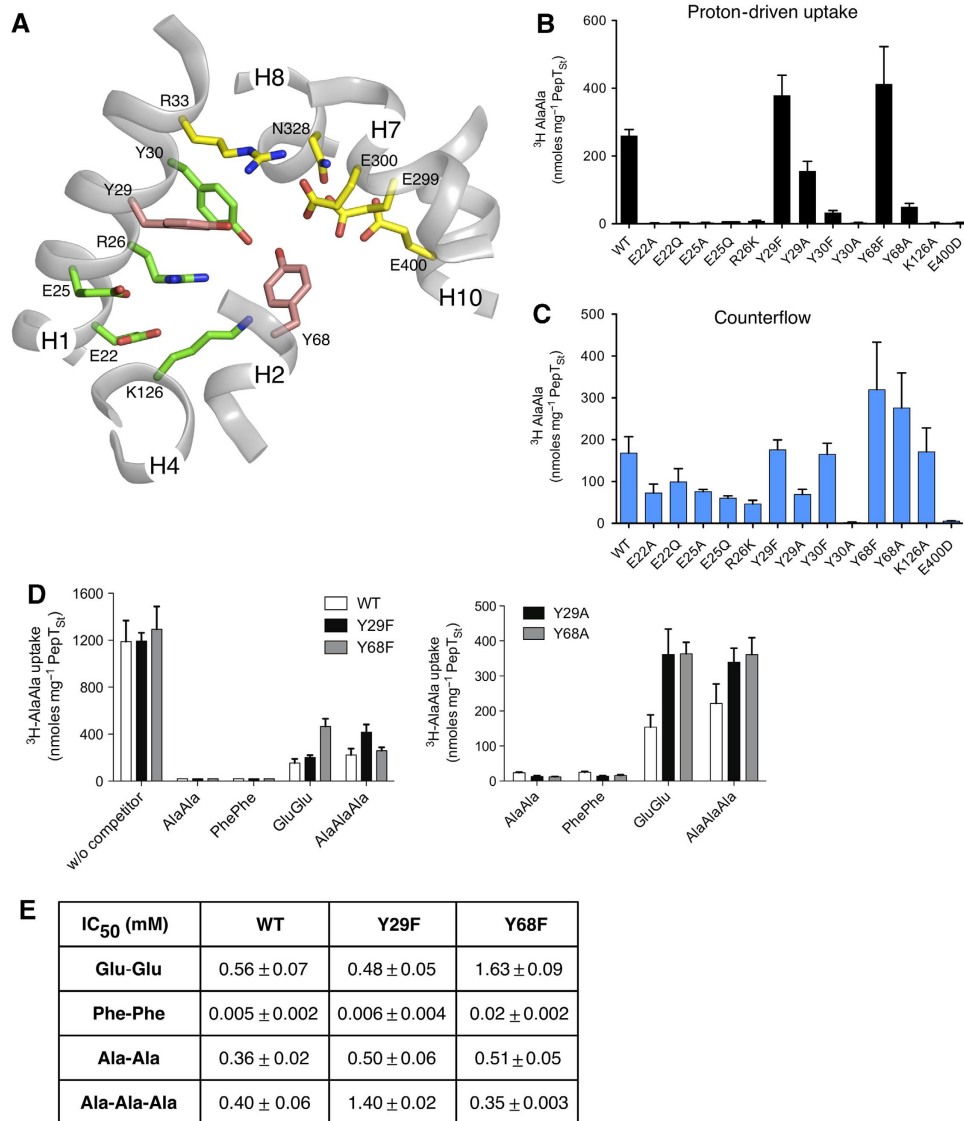 A
H8
R33
N328
H7
Y30
E300
Y29
E299
R26
E400
E25
H10
H1
E22
Y68
H2
K126
H4
B
Proton-driven uptake
³H AlaAla
(nmoles mg⁻¹ PepT_St)
600
400
200
0
WT E22A E22Q E25A E25Q R26K Y29F Y29A Y30F Y30A Y68F Y68A K126A E400D
C
Counterflow
³H AlaAla
(nmoles mg⁻¹ PepT_St)
500
400
300
200
100
0
WT E22A E22Q E25A E25Q R26K Y29F Y29A Y30F Y30A Y68F Y68A K126A E400D
D
³H-AlaAla uptake
(nmoles mg⁻¹ PepT_St)
1600
1200
800
400
0
WT
Y29F
Y68F
w/o competitor AlaAla PhePhe GluGlu AlaAlaAla
³H-AlaAla uptake
(nmoles mg⁻¹ PepT_St)
500
400
300
200
100
0
Y29A
Y68A
AlaAla PhePhe GluGlu AlaAlaAla
E
IC₅₀ (mM) WT Y29F Y68F
Glu-Glu 0.56 ± 0.07 0.48 ± 0.05 1.63 ± 0.09
Phe-Phe 0.005 ± 0.002 0.006 ± 0.004 0.02 ± 0.002
Ala-Ala 0.36 ± 0.02 0.50 ± 0.06 0.51 ± 0.05
Ala-Ala-Ala 0.40 ± 0.06 1.40 ± 0.02 0.35 ± 0.003